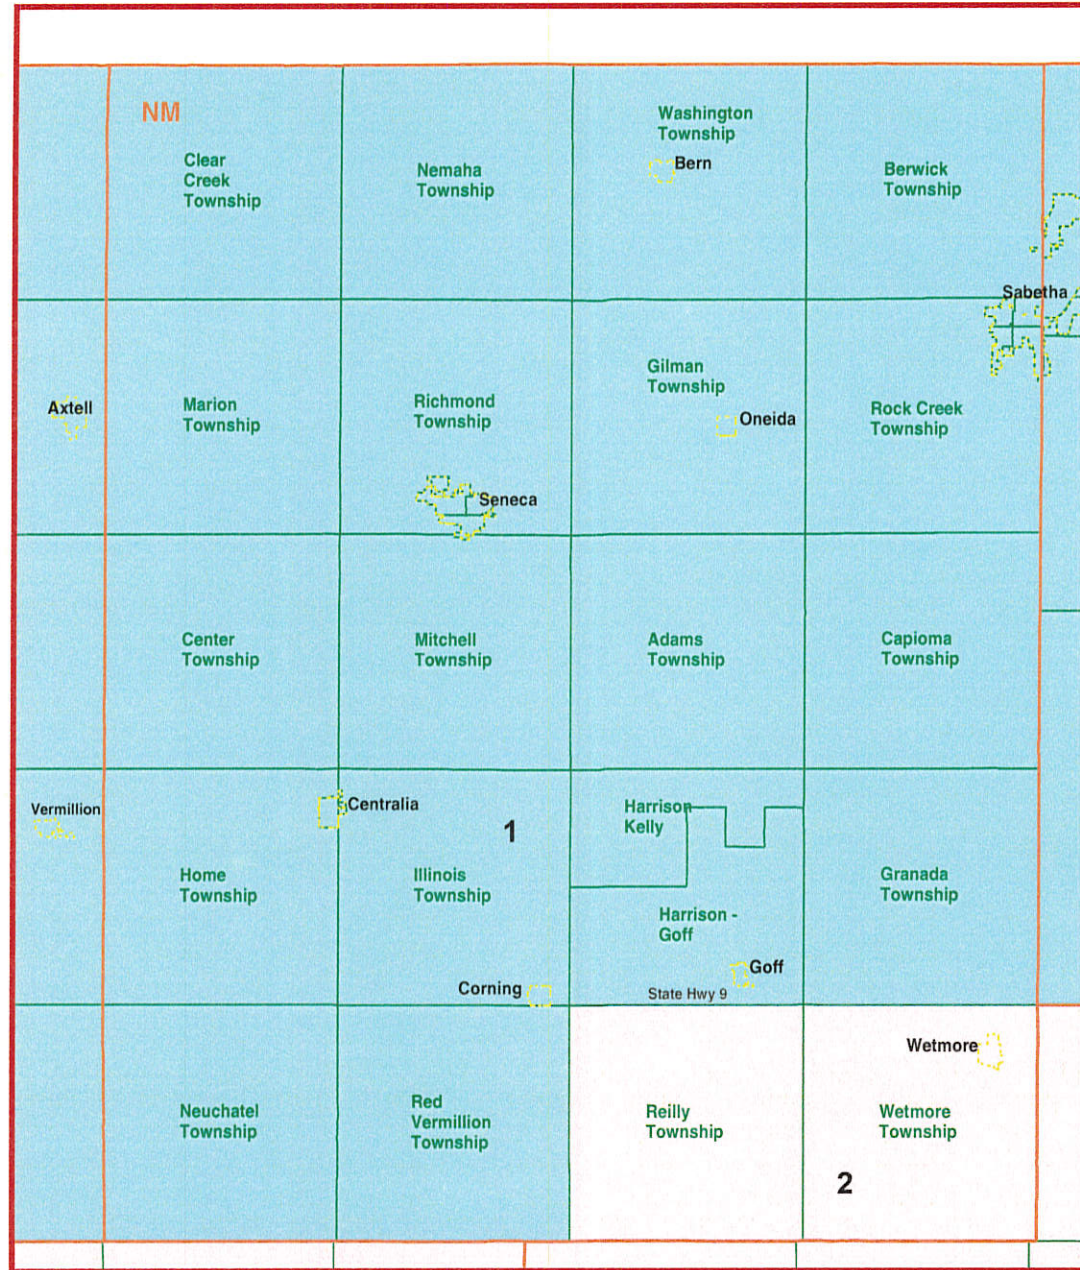 NM
Clear
Creek
Township
Nemaha
Township
Washington
Township
Bern
Berwick
Township
Sabetha
Axtell
Marion
Township
Richmond
Township
Seneca
Gilman
Township
Oneida
Rock Creek
Township
Center
Township
Mitchell
Township
Adams
Township
Capioma
Township
Vermillion
Centralia
1
Harrison
Kelly
Home
Township
Illinois
Township
Harrison -
Goff
Granada
Township
Corning
Goff
State Hwy 9
Wetmore
Neuchatel
Township
Red
Vermillion
Township
Reilly
Township
Wetmore
Township
2